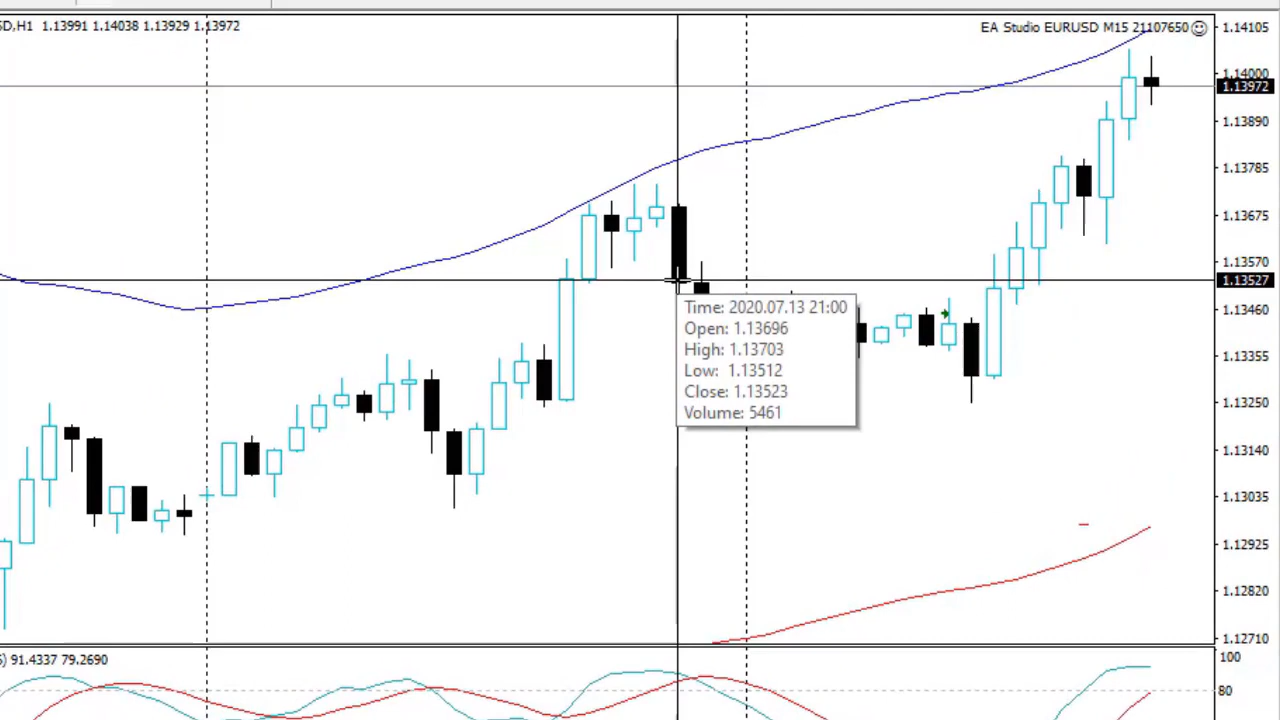 D,H1 1.13991 1.14038 1.13929 1.13972
EA Studio EURUSD M15 21107650
1.14105
1.14000
1.13972
1.13890
1.13785
1.13675
1.13570
1.13527
1.13460
1.13355
1.13250
1.13140
1.13035
1.12925
1.12820
1.12710
Time: 2020.07.13 21:00
Open: 1.13696
High: 1.13703
Low: 1.13512
Close: 1.13523
Volume: 5461
) 91.4337 79.2690
100
80